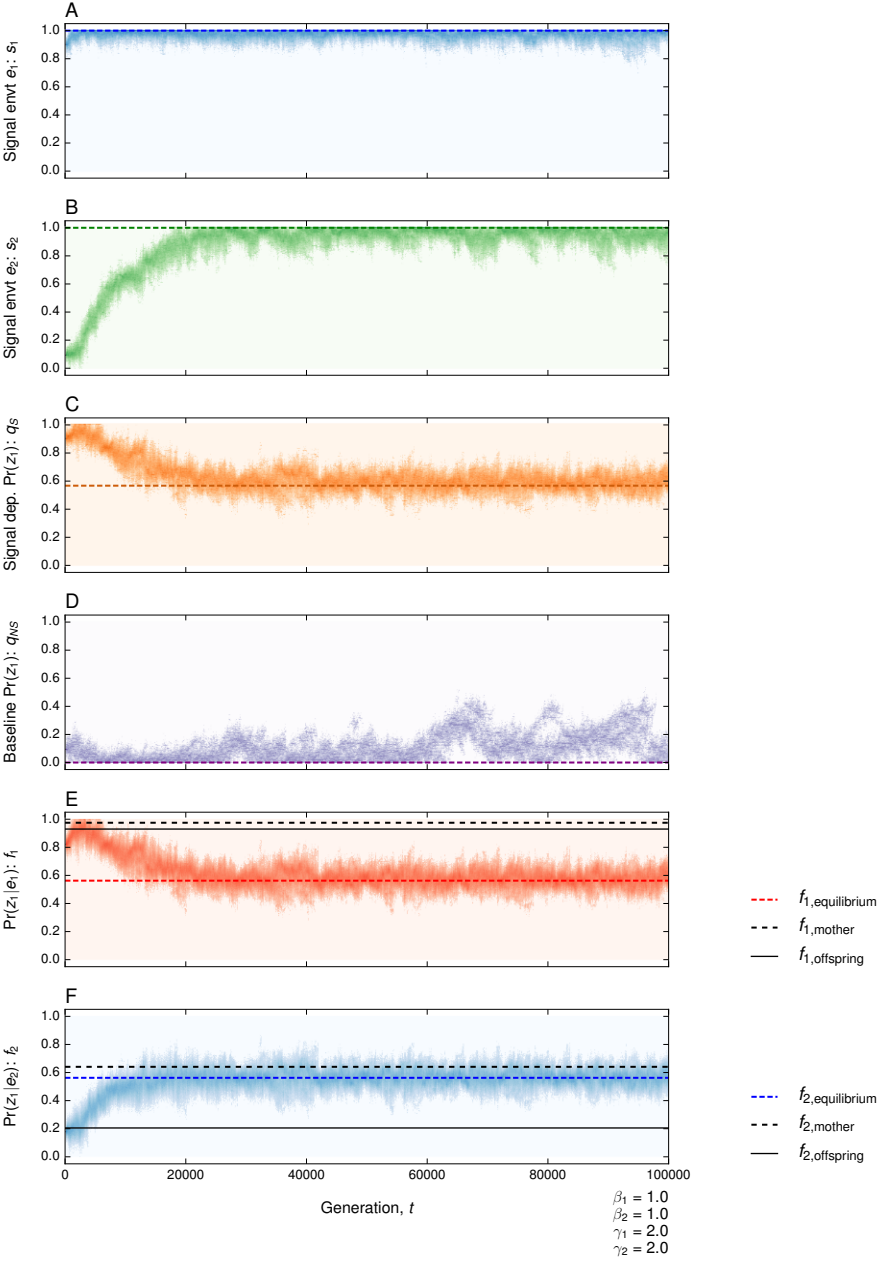 A
Signal envt e1: s1
1.0
0.8
0.6
0.4
0.2
0.0
B
Signal envt e2: s2
1.0
0.8
0.6
0.4
0.2
0.0
C
Signal dep. Pr(z1): qS
1.0
0.8
0.6
0.4
0.2
0.0
D
Baseline Pr(z1): qNS
1.0
0.8
0.6
0.4
0.2
0.0
E
Pr(z1|e1): f1
1.0
0.8
0.6
0.4
0.2
0.0
f1,equilibrium
f1,mother
f1,offspring
F
Pr(z1|e2): f2
1.0
0.8
0.6
0.4
0.2
0.0
f2,equilibrium
f2,mother
f2,offspring
0 20000 40000 60000 80000 100000
Generation, t
β1 = 1.0
β2 = 1.0
γ1 = 2.0
γ2 = 2.0